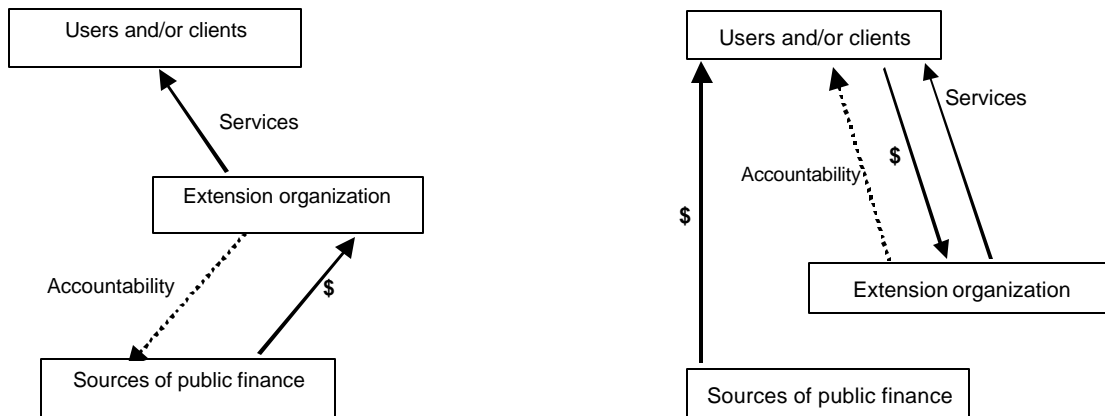 Users and/or clients
Services
Extension organization
Accountability
$
Sources of public finance
Users and/or clients
Services
$
Accountability
$
Extension organization
Sources of public finance